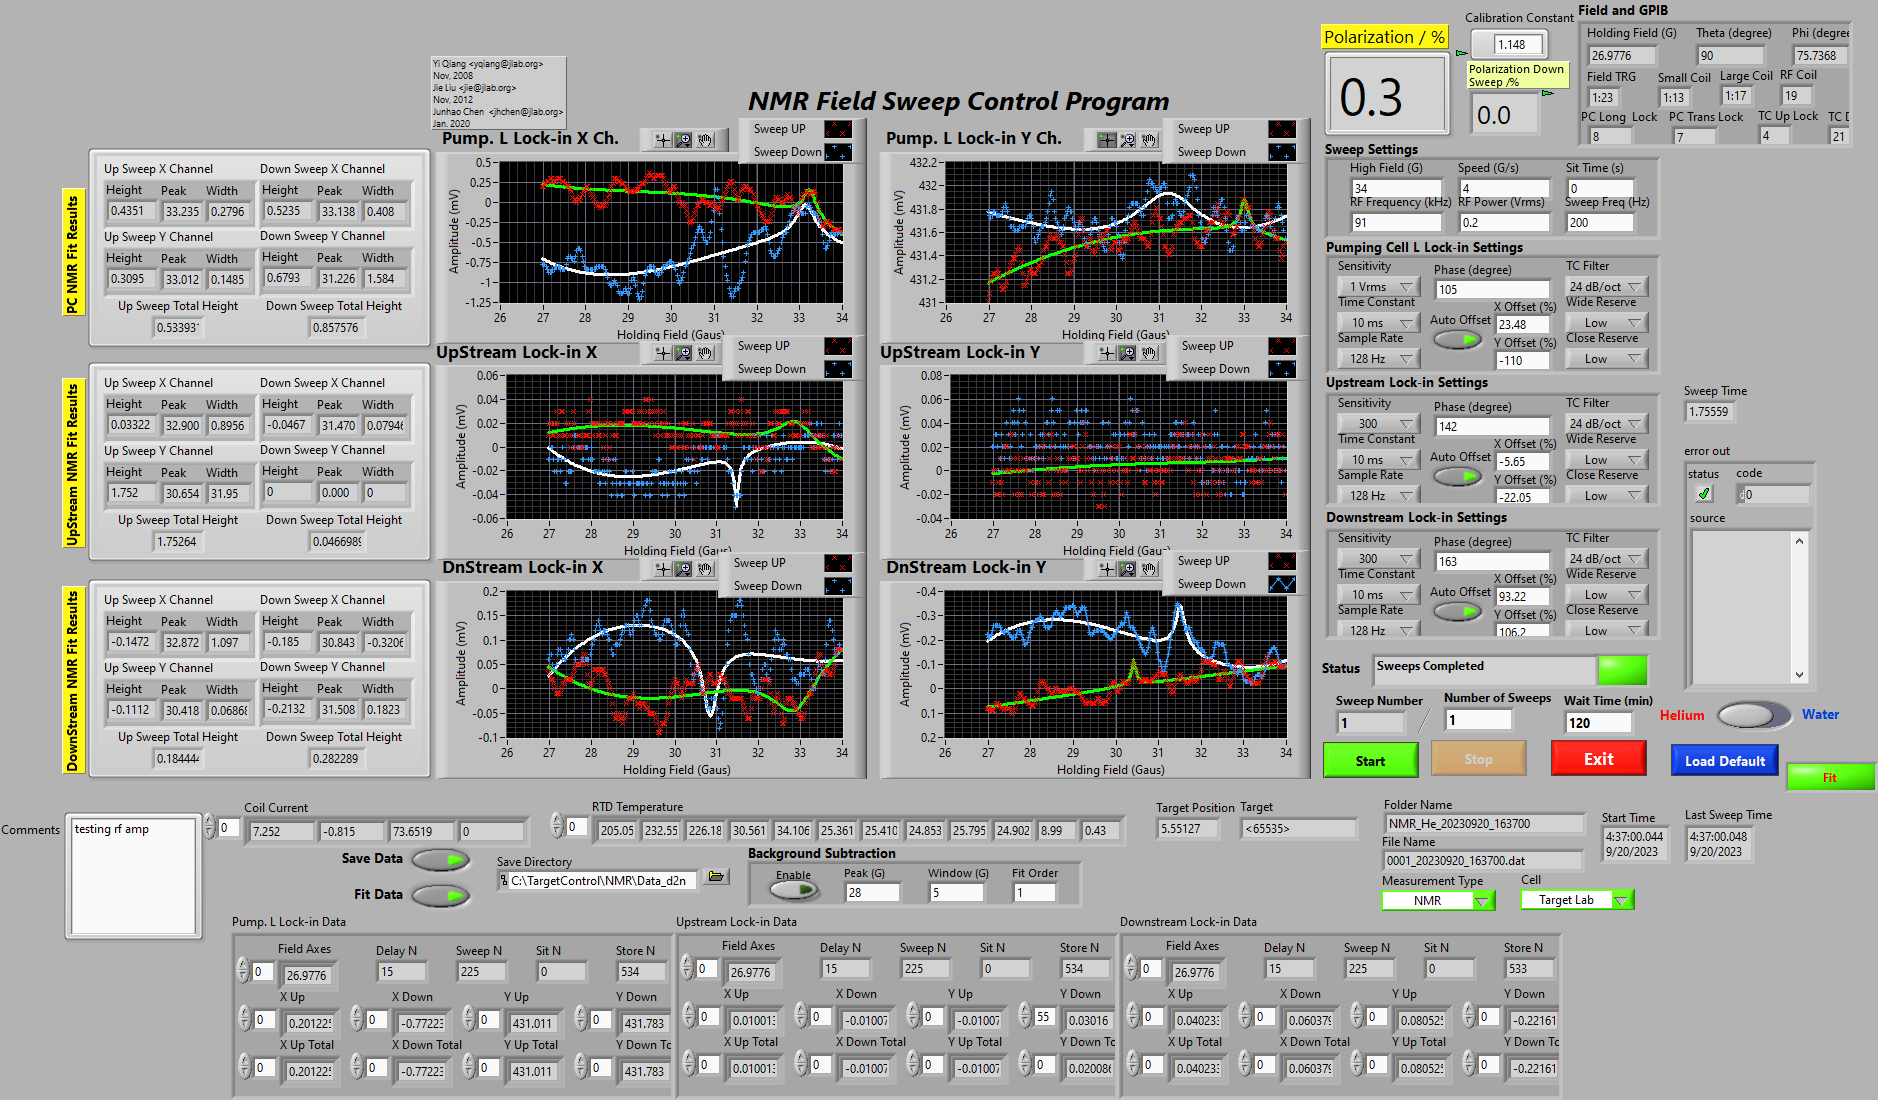 Yi Qiang <yqiang@jlab.org>
Nov, 2008
Jie Liu <jie@jlab.org>
Nov, 2012
Junhao Chen <jhchen@jlab.org>
Jan. 2020
NMR Field Sweep Control Program
Polarization / %
0.3
Calibration Constant
1.148
Polarization Down
Sweep /%
0.0
Field and GPIB
Holding Field (G) Theta (degree) Phi (degree
26.9776 90 75.7368
Field TRG Small Coil Large Coil RF Coil
1:23 1:13 1:17 19
PC Long Lock PC Trans Lock TC Up Lock TC D
8 7 4 21
PC NMR Fit Results
Up Sweep X Channel Down Sweep X Channel
Height Peak Width Height Peak Width
0.4351 33.235 0.2796 0.5235 33.138 0.408
Up Sweep Y Channel Down Sweep Y Channel
Height Peak Width Height Peak Width
0.3095 33.012 0.1485 0.6793 31.226 1.584
Up Sweep Total Height Down Sweep Total Height
0.53393 0.857576
UpStream NMR Fit Results
Up Sweep X Channel Down Sweep X Channel
Height Peak Width Height Peak Width
0.03322 32.900 0.8956 -0.0467 31.470 0.0794
Up Sweep Y Channel Down Sweep Y Channel
Height Peak Width Height Peak Width
1.752 30.654 31.95 0 0.000 0
Up Sweep Total Height Down Sweep Total Height
1.75264 0.046698
DownStream NMR Fit Results
Up Sweep X Channel Down Sweep X Channel
Height Peak Width Height Peak Width
-0.1472 32.872 1.097 -0.185 30.843 -0.3206
Up Sweep Y Channel Down Sweep Y Channel
Height Peak Width Height Peak Width
-0.1112 30.418 0.0686 -0.2132 31.508 0.1823
Up Sweep Total Height Down Sweep Total Height
0.18444 0.282289
Pump. L Lock-in X Ch.
Sweep UP
Sweep Down
Amplitude (mV)
0.5
0.25
0
-0.25
-0.5
-0.75
-1
-1.25
27 28 29 30 31 32 33 34
Holding Field (Gaus)
Pump. L Lock-in Y Ch.
Sweep UP
Sweep Down
Amplitude (mV)
432.2
432
431.8
431.6
431.4
431.2
431
26 27 28 29 30 31 32 33 34
Holding Field (Gaus)
UpStream Lock-in X
Sweep UP
Sweep Down
Amplitude (mV)
0.06
0.04
0.02
0
-0.02
-0.04
-0.06
26 27 28 29 30 31 32 33 34
Holding Field (Gaus)
UpStream Lock-in Y
Sweep UP
Sweep Down
Amplitude (mV)
0.08
0.06
0.04
0.02
0
-0.02
-0.04
26 27 28 29 30 31 32 33 34
Holding Field (Gaus)
DnStream Lock-in X
Sweep UP
Sweep Down
Amplitude (mV)
0.2
0.15
0.1
0.05
0
-0.05
-0.1
26 27 28 29 30 31 32 33 34
Holding Field (Gaus)
DnStream Lock-in Y
Sweep UP
Sweep Down
Amplitude (mV)
-0.4
-0.3
-0.2
-0.1
0
0.1
0.2
26 27 28 29 30 31 32 33 34
Holding Field (Gaus)
Sweep Settings
High Field (G) Speed (G/s) Sit Time (s)
34 4 0
RF Frequency (kHz) RF Power (Vrms) Sweep Freq (Hz)
91 0.2 200
Pumping Cell L Lock-in Settings
Sensitivity Phase (degree) TC Filter
1 Vrms 105 24 dB/oct
Time Constant X Offset (%) Wide Reserve
10 ms Auto Offset 23.48 Low
Sample Rate Y Offset (%) Close Reserve
128 Hz -110 Low
Upstream Lock-in Settings
Sensitivity Phase (degree) TC Filter
300 142 24 dB/oct
Time Constant X Offset (%) Wide Reserve
10 ms Auto Offset -5.65 Low
Sample Rate Y Offset (%) Close Reserve
128 Hz -22.05 Low
Downstream Lock-in Settings
Sensitivity Phase (degree) TC Filter
300 163 24 dB/oct
Time Constant X Offset (%) Wide Reserve
10 ms Auto Offset 93.22 Low
Sample Rate Y Offset (%) Close Reserve
128 Hz 106.2 Low
Sweep Time
1.75559
error out
status code
0
source
Status Sweeps Completed
Sweep Number Number of Sweeps Wait Time (min)
1 / 1 120
Helium Water
Start Stop Exit Load Default
Fit
Comments
testing rf amp
Coil Current
0 7.252 -0.815 73.6519 0
RTD Temperature
0 205.05 232.55 226.18 30.561 34.106 25.361 25.410 24.853 25.795 24.902 8.99 0.43
Target Position Target
5.55127 <65535>
Folder Name
NMR_He_20230920_163700
File Name
0001_20230920_163700.dat
Start Time
4:37:00.044
9/20/2023
Last Sweep Time
4:37:00.048
9/20/2023
Measurement Type Cell
NMR Target Lab
Save Data
Fit Data
Save Directory
C:\TargetControl\NMR\Data_d2n
Background Subtraction
Enable Peak (G) Window (G) Fit Order
28 5 1
Pump. L Lock-in Data
Field Axes Delay N Sweep N Sit N Store N
0 26.9776 15 225 0 534
X Up X Down Y Up Y Down
0 0.20122 0 -0.7722 0 431.011 0 431.783
X Up Total X Down Total Y Up Total Y Down To
0 0.20122 0 -0.7722 0 431.011 0 431.783
Upstream Lock-in Data
Field Axes Delay N Sweep N Sit N Store N
0 26.9776 15 225 0 534
X Up X Down Y Up Y Down
0 0.01001 0 -0.01007 0 -0.01007 55 0.03016
X Up Total X Down Total Y Up Total Y Down To
0 0.01001 0 -0.01007 0 -0.01007 0 0.02008
Downstream Lock-in Data
Field Axes Delay N Sweep N Sit N Store N
0 26.9776 15 225 0 533
X Up X Down Y Up Y Down
0 0.04023 0 0.06037 0 0.08052 0 -0.22161
X Up Total X Down Total Y Up Total Y Down To
0 0.04023 0 0.06037 0 0.08052 0 -0.22161